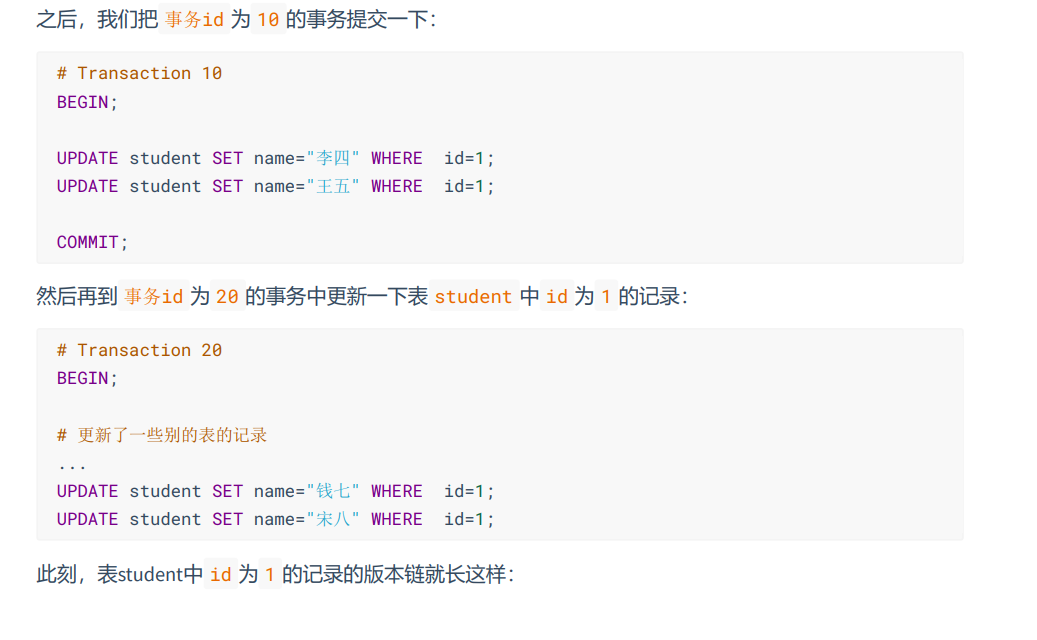 之后，我们把 事务id 为 10 的事务提交一下：
# Transaction 10
BEGIN;
UPDATE student SET name="李四" WHERE  id=1;
UPDATE student SET name="王五" WHERE  id=1;
COMMIT;
然后再到 事务id 为 20 的事务中更新一下表 student 中 id 为 1 的记录：
# Transaction 20
BEGIN;
# 更新了一些别的表的记录
...
UPDATE student SET name="钱七" WHERE  id=1;
UPDATE student SET name="宋八" WHERE  id=1;
此刻，表student中 id 为 1 的记录的版本链就长这样：